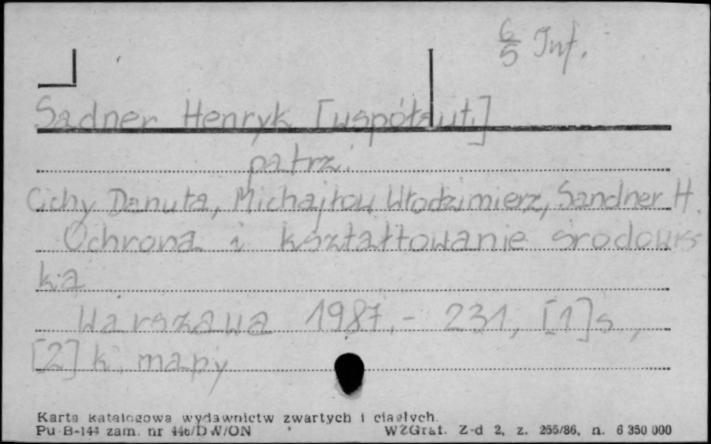 6/5 Inf.
Sadner Henryk [współaut.]
patrz:
Cichy Danuta, Michajłow Włodzimierz, Sandner H.
Ochrona i kształtowanie środowis
ka
Warszawa 1987.- 231, [1]s,
[2] k. mapy
Karta katalogowa wydawnictw zwartych i ciągłych.
Pu-B-144 zam. nr 446/DW/ON WZGraf. Z-d 2, z. 255/86, n. 6 350 000